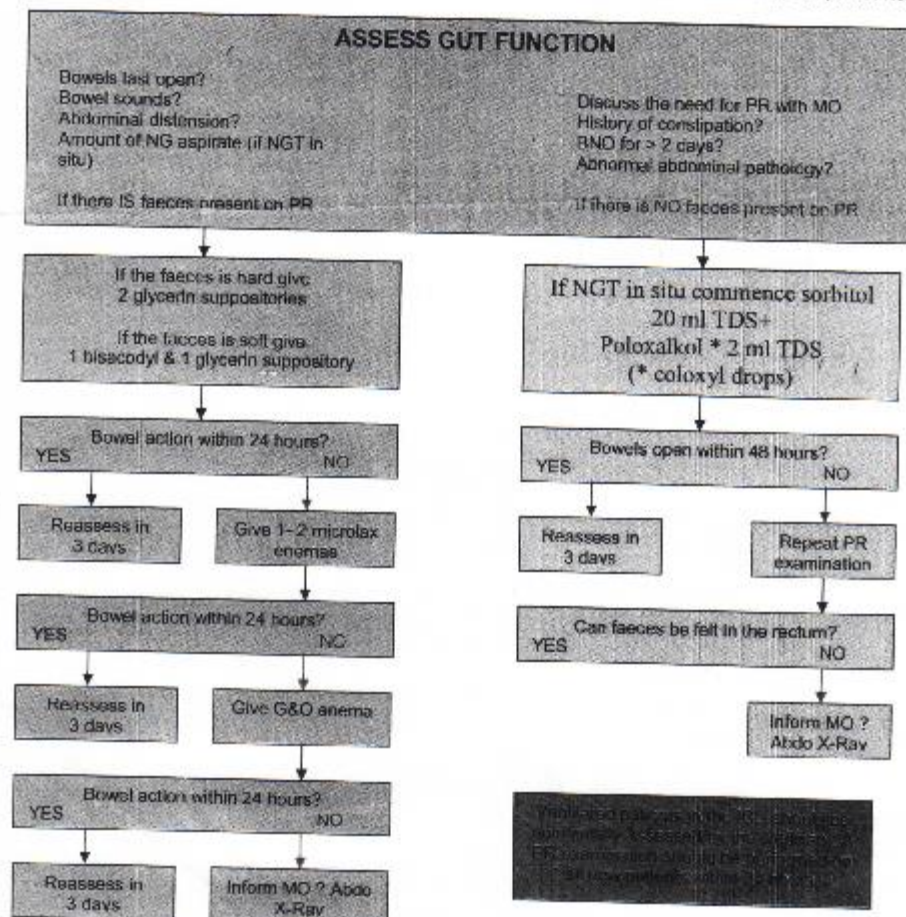 ASSESS GUT FUNCTION
Bowels last open?
Bowel sounds?
Abdominal distension?
Amount of NG aspirate (if NGT in
situ)
If there IS faeces present on PR
Discuss the need for PR with MO
History of constipation?
BNO for > 2 days?
Abnormal abdominal pathology?
If there is NO faeces present on PR
If the faeces is hard give
2 glycerin suppositories
If the faeces is soft give
1 bisacodyl & 1 glycerin suppository
If NGT in situ commence sorbitol
20 ml TDS+
Poloxalkol * 2 ml TDS
(* coloxyl drops)
Bowel action within 24 hours?
YES
NO
Bowels open within 48 hours?
YES
NO
Reassess in
3 days
Give 1-2 microlax
enemas
Reassess in
3 days
Repeat PR
examination
Bowel action within 24 hours?
YES
NO
Can faeces be felt in the rectum?
YES
NO
Reassess in
3 days
Give G&O enema
Inform MO ?
Abdo X-Ray
Bowel action within 24 hours?
YES
NO
Reassess in
3 days
Inform MO ? Abdo
X-Ray
Ventilated patients in the
PR examination should be